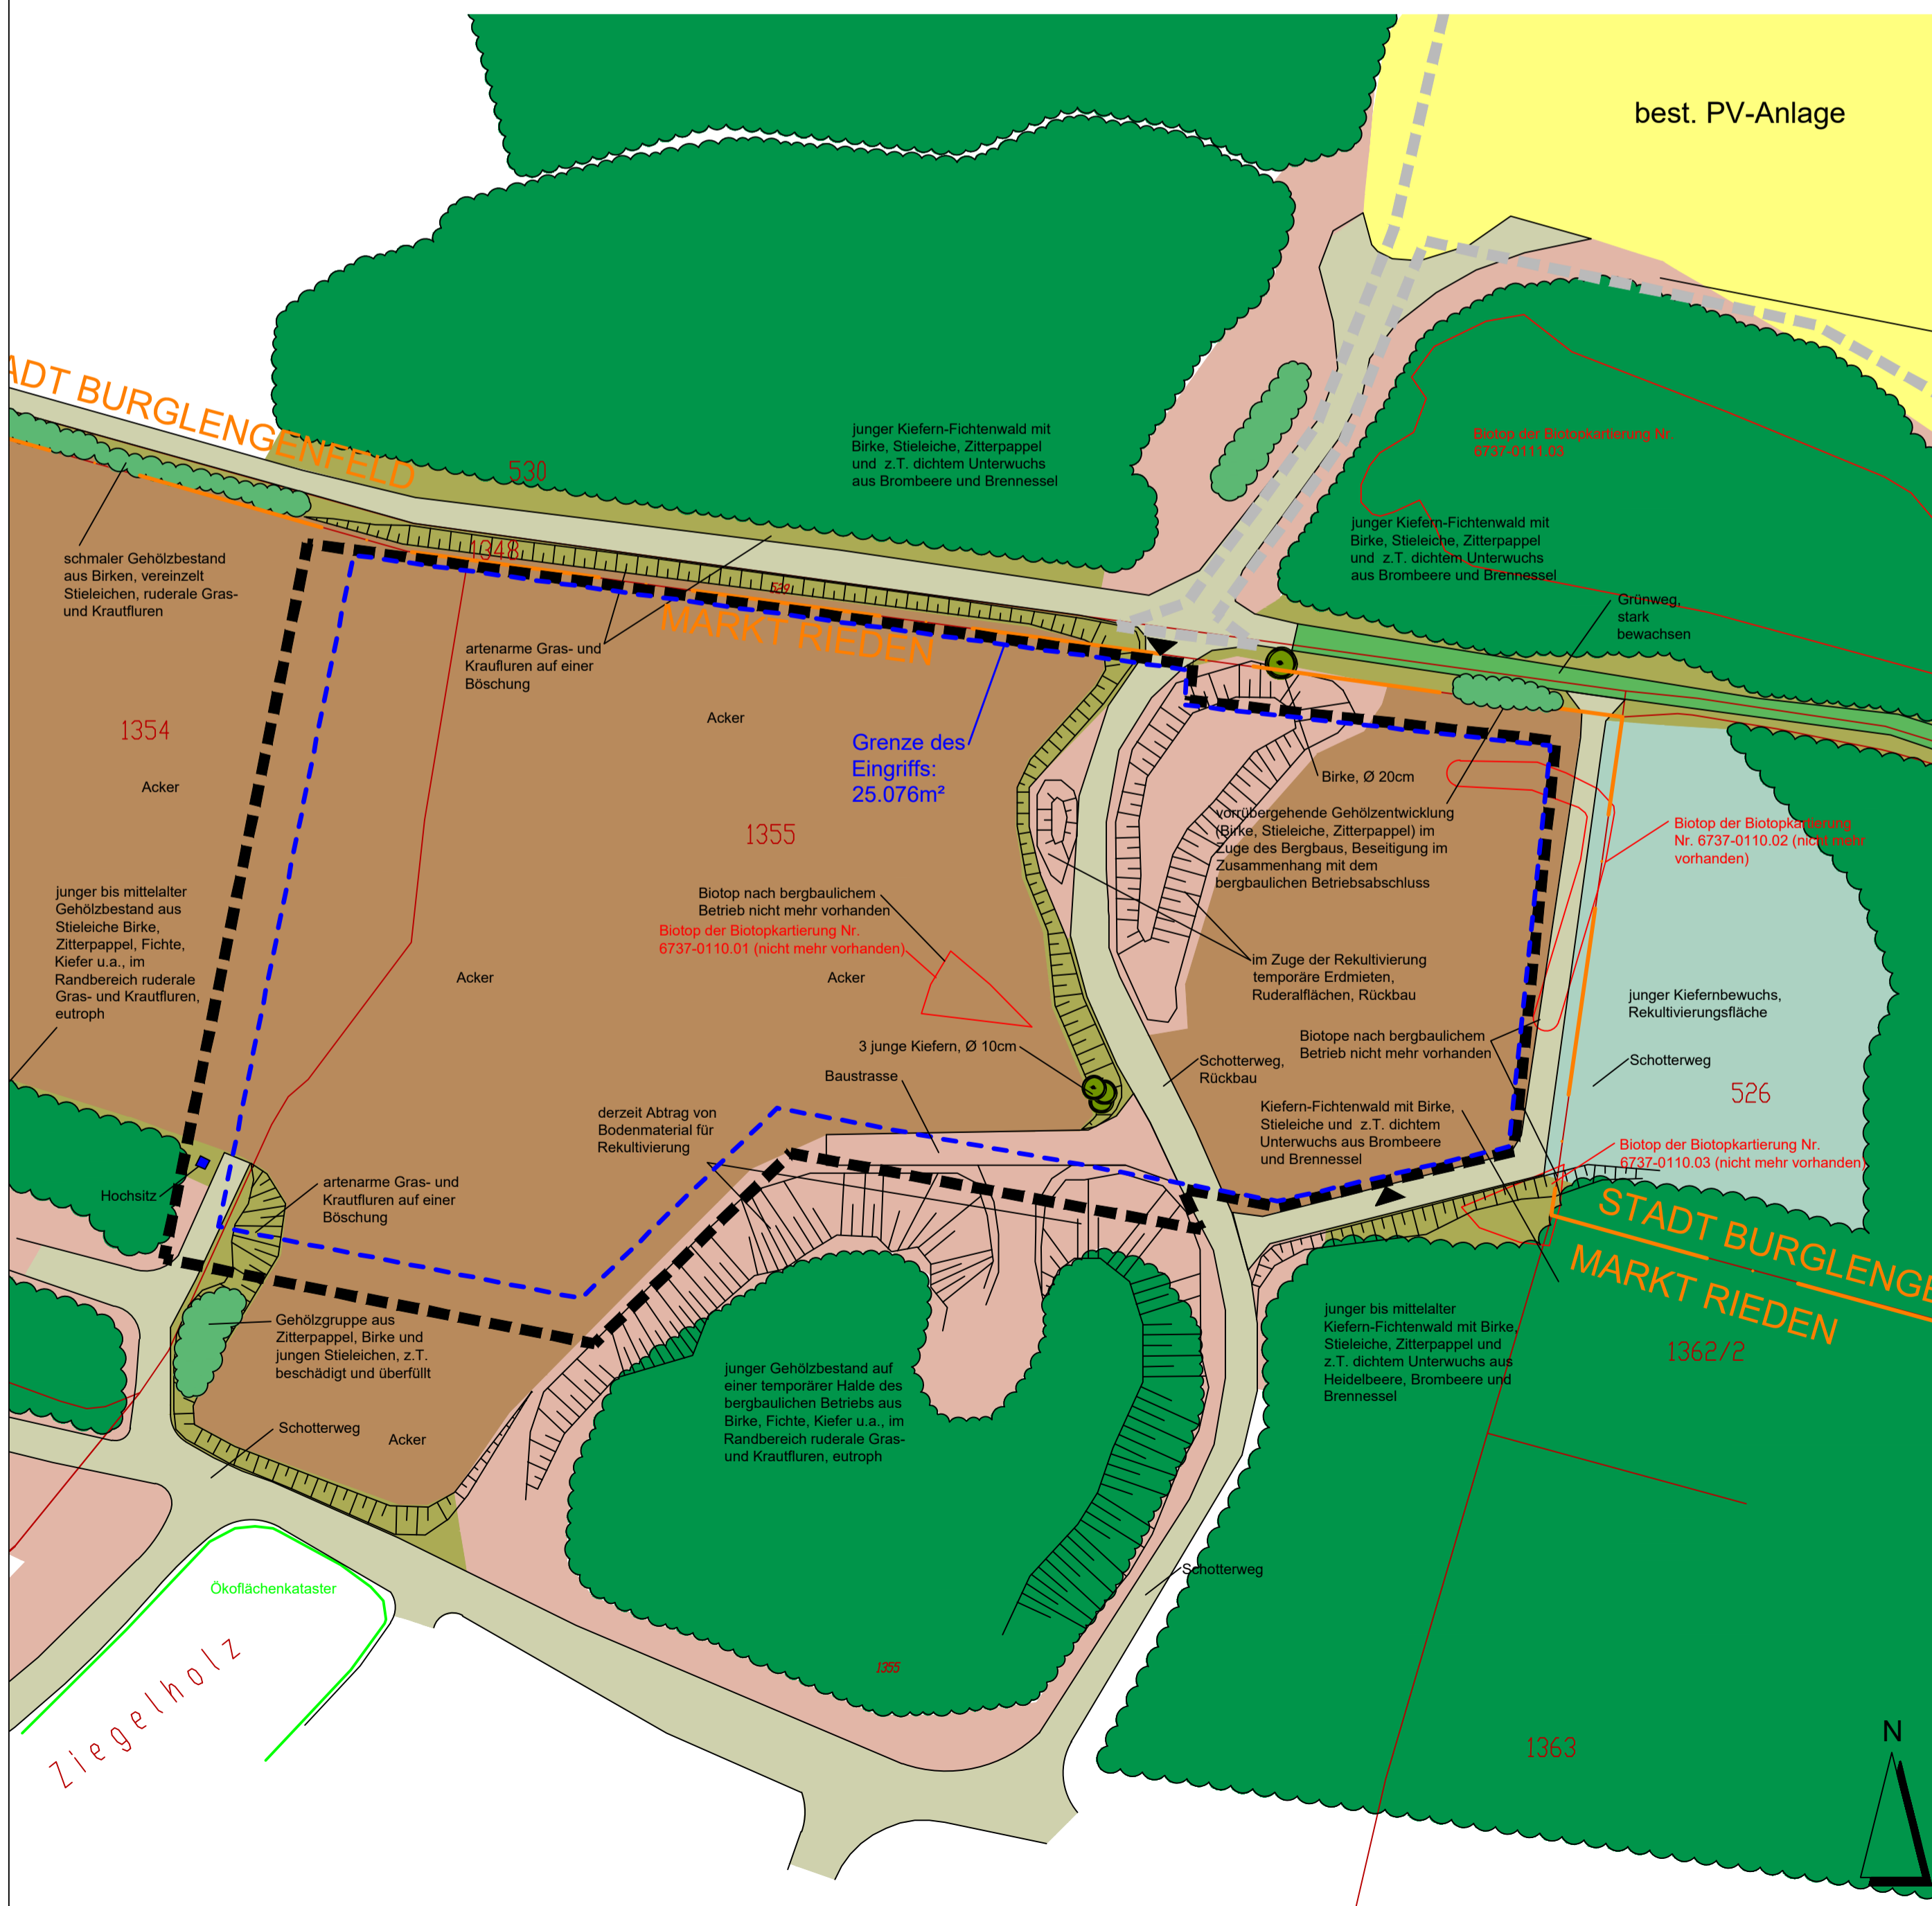 best. PV-Anlage
ADT BURGLENGENFELD
530
junger Kiefern-Fichtenwald mit
Birke, Stieleiche, Zitterpappel
und z.T. dichtem Unterwuchs
aus Brombeere und Brennessel
Biotop der Biotopkartierung Nr.
6737-0111.03
junger Kiefern-Fichtenwald mit
Birke, Stieleiche, Zitterpappel
und z.T. dichtem Unterwuchs
aus Brombeere und Brennessel
schmaler Gehölzbestand
aus Birken, vereinzelt
Stieleichen, ruderale Gras-
und Krautfluren
1348
529
MARKT RIEDEN
Grünweg,
stark
bewachsen
artenarme Gras- und
Kraufluren auf einer
Böschung
1354
Acker
Acker
Grenze des
Eingriffs:
25.076m²
1355
Birke, Ø 20cm
vorrübergehende Gehölzentwicklung
(Birke, Stieleiche, Zitterpappel) im
Zuge des Bergbaus, Beseitigung im
Zusammenhang mit dem
bergbaulichen Betriebsabschluss
Biotop der Biotopkartierung
Nr. 6737-0110.02 (nicht mehr
vorhanden)
junger bis mittelalter
Gehölzbestand aus
Stieleiche Birke,
Zitterpappel, Fichte,
Kiefer u.a., im
Randbereich ruderale
Gras- und Krautfluren,
eutroph
Biotop nach bergbaulichem
Betrieb nicht mehr vorhanden
Biotop der Biotopkartierung Nr.
6737-0110.01 (nicht mehr vorhanden)
Acker
Acker
im Zuge der Rekultivierung
temporäre Erdmieten,
Ruderalflächen, Rückbau
junger Kiefernbewuchs,
Rekultivierungsfläche
3 junge Kiefern, Ø 10cm
Biotope nach bergbaulichem
Betrieb nicht mehr vorhanden
Schotterweg,
Rückbau
Schotterweg
526
Baustrasse
derzeit Abtrag von
Bodenmaterial für
Rekultivierung
Kiefern-Fichtenwald mit Birke,
Stieleiche und z.T. dichtem
Unterwuchs aus Brombeere
und Brennessel
Biotop der Biotopkartierung Nr.
6737-0110.03 (nicht mehr vorhanden)
Hochsitz
artenarme Gras- und
Krautfluren auf einer
Böschung
STADT BURGLENGE
MARKT RIEDEN
1362/2
Gehölzgruppe aus
Zitterpappel, Birke und
jungen Stieleichen, z.T.
beschädigt und überfüllt
junger bis mittelalter
Kiefern-Fichtenwald mit Birke,
Stieleiche, Zitterpappel und
z.T. dichtem Unterwuchs aus
Heidelbeere, Brombeere und
Brennessel
junger Gehölzbestand auf
einer temporärer Halde des
bergbaulichen Betriebs aus
Birke, Fichte, Kiefer u.a., im
Randbereich ruderale Gras-
und Krautfluren, eutroph
Schotterweg
Acker
Schotterweg
Ökoflächenkataster
Ziegelholz
1355
1363
N